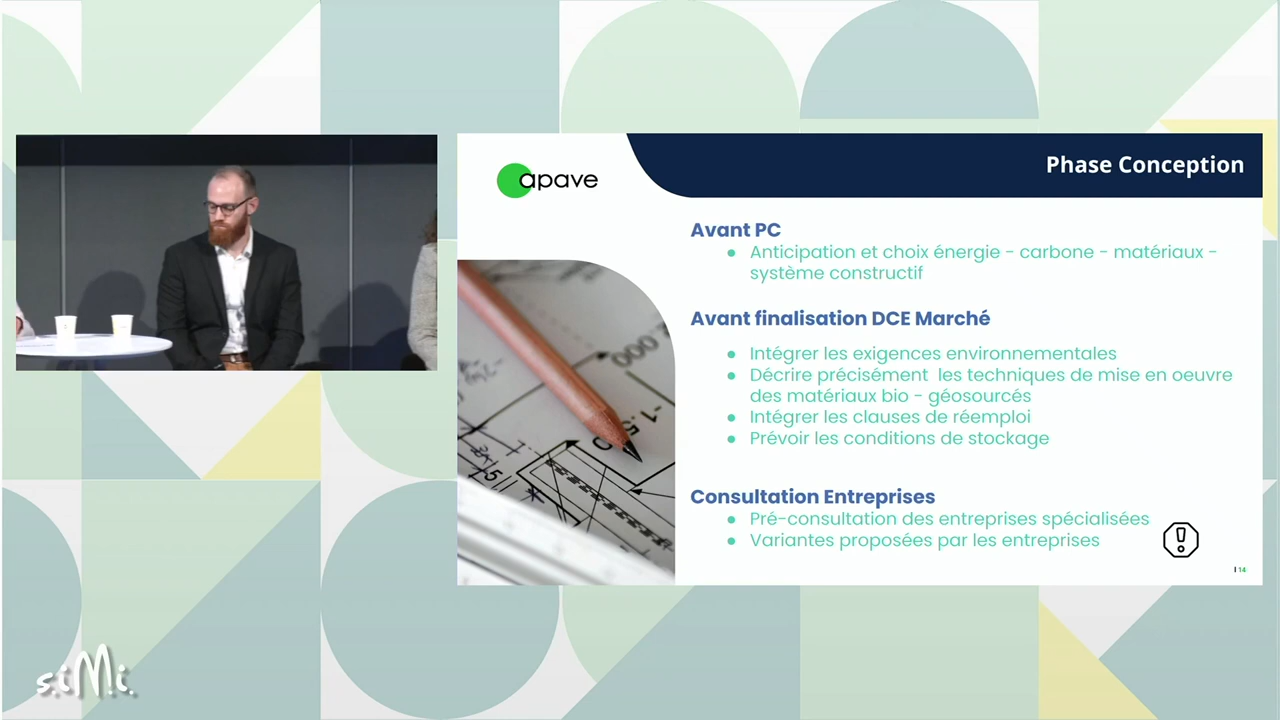 apave
Phase Conception
Avant PC
• Anticipation et choix énergie - carbone - matériaux -
système constructif
Avant finalisation DCE Marché
• Intégrer les exigences environnementales
• Décrire précisément les techniques de mise en oeuvre
des matériaux bio - géosourcés
• Intégrer les clauses de réemploi
• Prévoir les conditions de stockage
Consultation Entreprises
• Pré-consultation des entreprises spécialisées
• Variantes proposées par les entreprises
I 14
s.iMi.